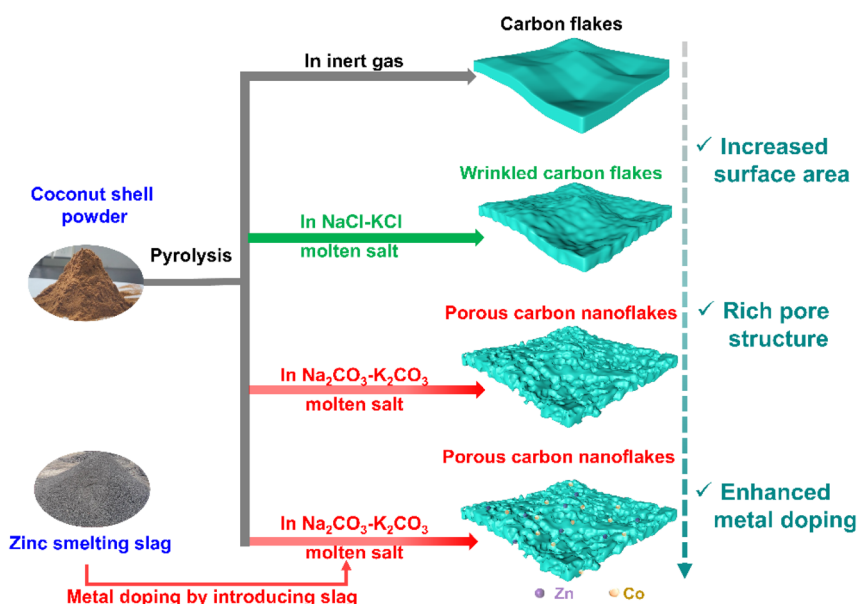 Carbon flakes
In inert gas
✓ Increased
surface area
Wrinkled carbon flakes
Coconut shell
powder
In NaCl-KCl
molten salt
Pyrolysis
Porous carbon nanoflakes
✓ Rich pore
structure
In Na₂CO₃-K₂CO₃
molten salt
Porous carbon nanoflakes
✓ Enhanced
metal doping
In Na₂CO₃-K₂CO₃
molten salt
Zinc smelting slag
Metal doping by introducing slag
Zn
Co